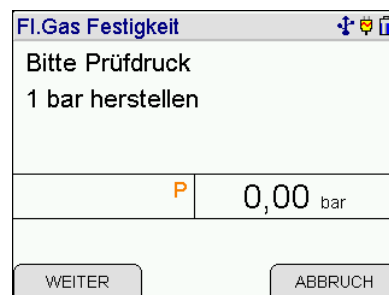 Fl.Gas Festigkeit
Bitte Prüfdruck
1 bar herstellen
P 0,00 bar
WEITER ABBRUCH